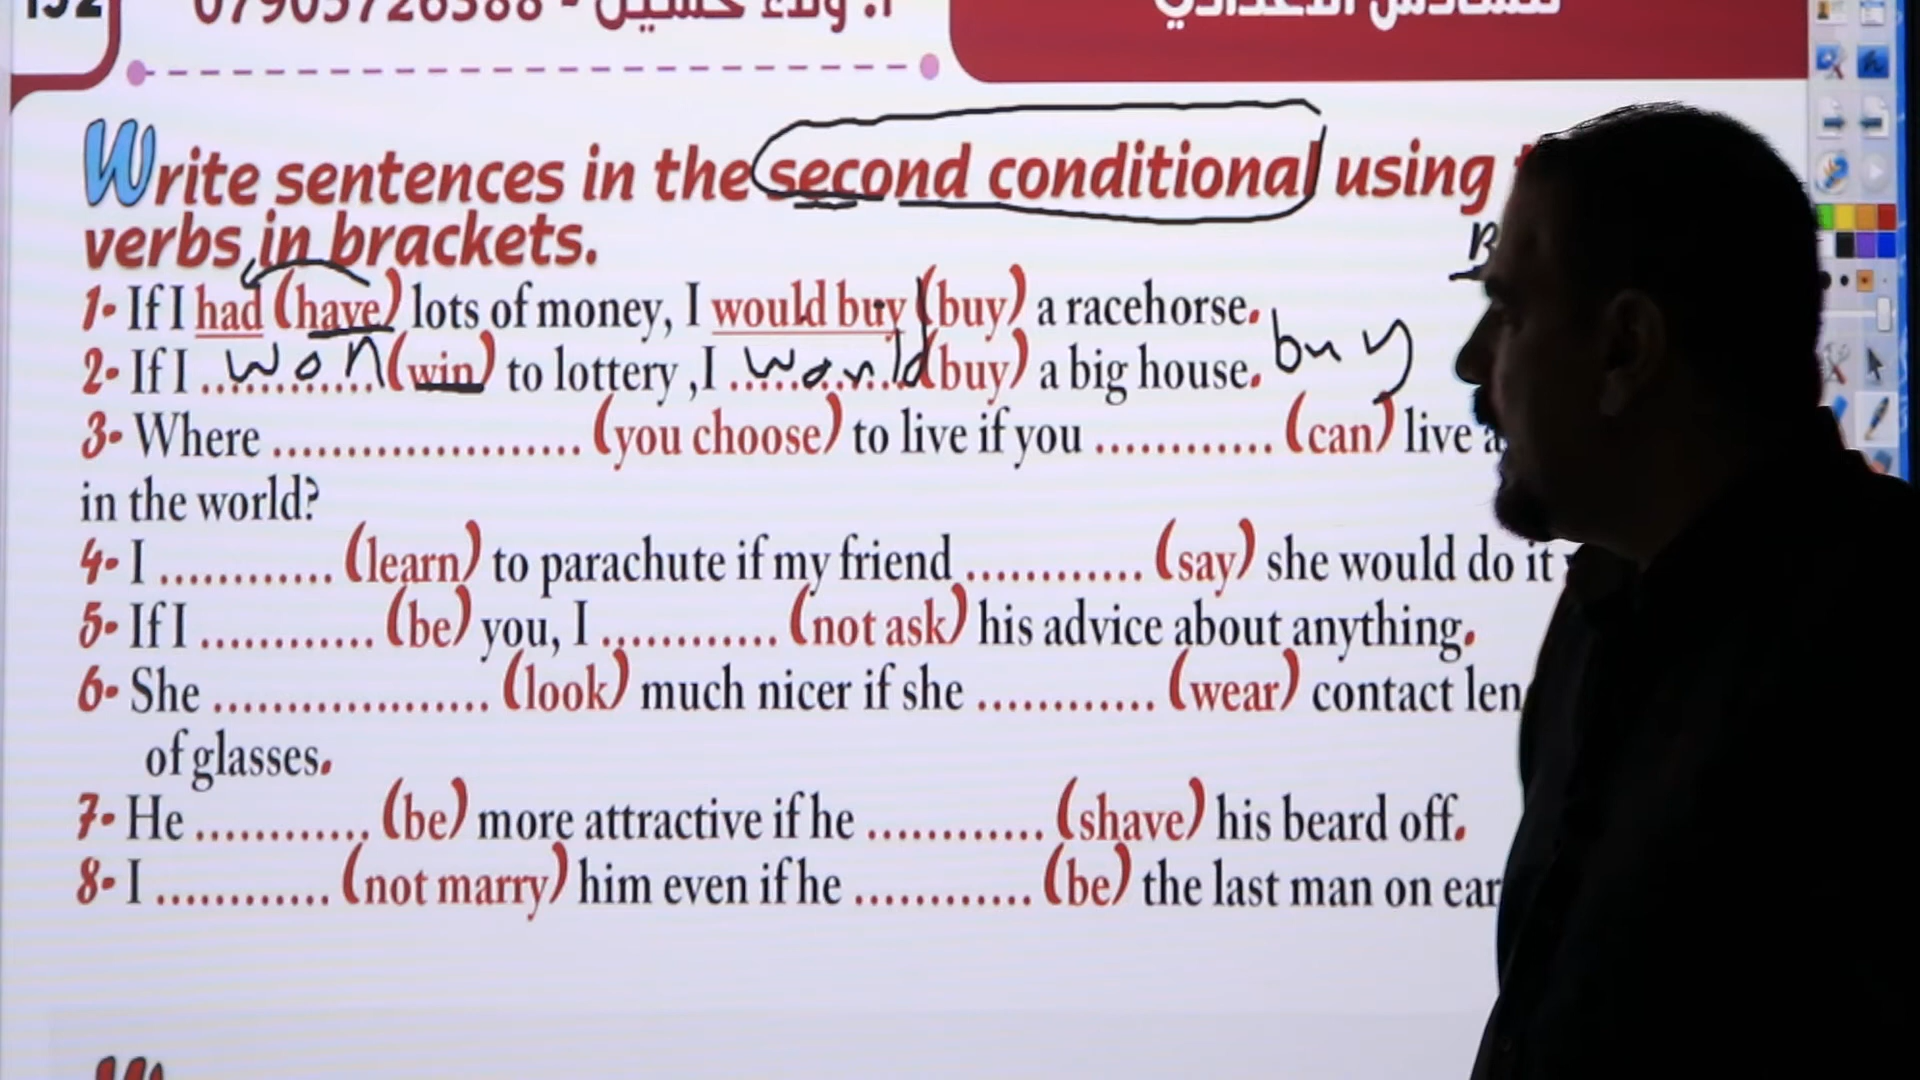 07905726388 - أ. ولاء حسين
للسادس الاعدادي
Write sentences in the second conditional using
verbs in brackets.
1- If I had (have) lots of money, I would buy (buy) a racehorse.
2- If I won (win) to lottery ,I would (buy) a big house. buy
3- Where .................... (you choose) to live if you ............ (can) live
in the world?
4- I ............ (learn) to parachute if my friend ............ (say) she would do it
5- If I ............ (be) you, I ............ (not ask) his advice about anything.
6- She ................... (look) much nicer if she ............ (wear) contact
of glasses.
7- He ............ (be) more attractive if he ............ (shave) his beard off.
8- I ............ (not marry) him even if he ............ (be) the last man on